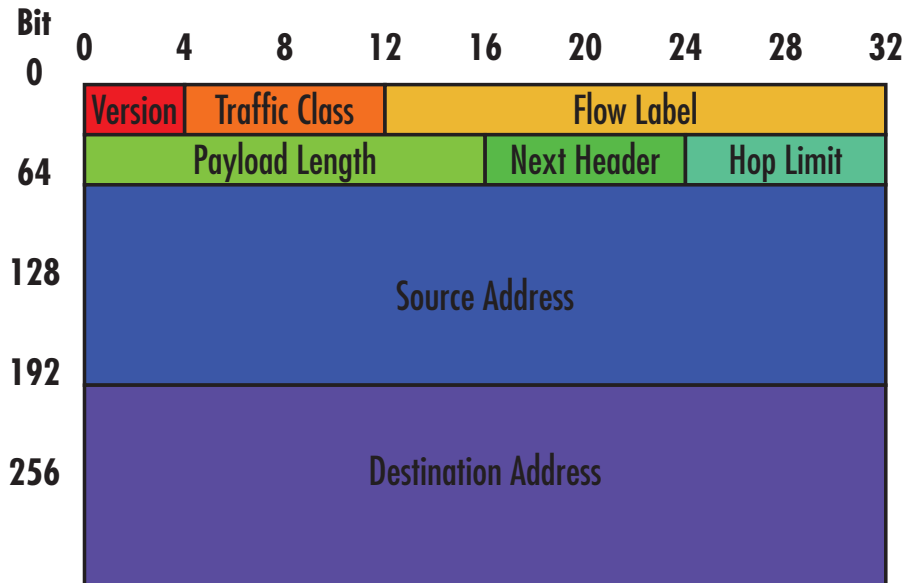 Bit
0 4 8 12 16 20 24 28 32
0
Version Traffic Class Flow Label
Payload Length Next Header Hop Limit
64
128
Source Address
192
256 Destination Address